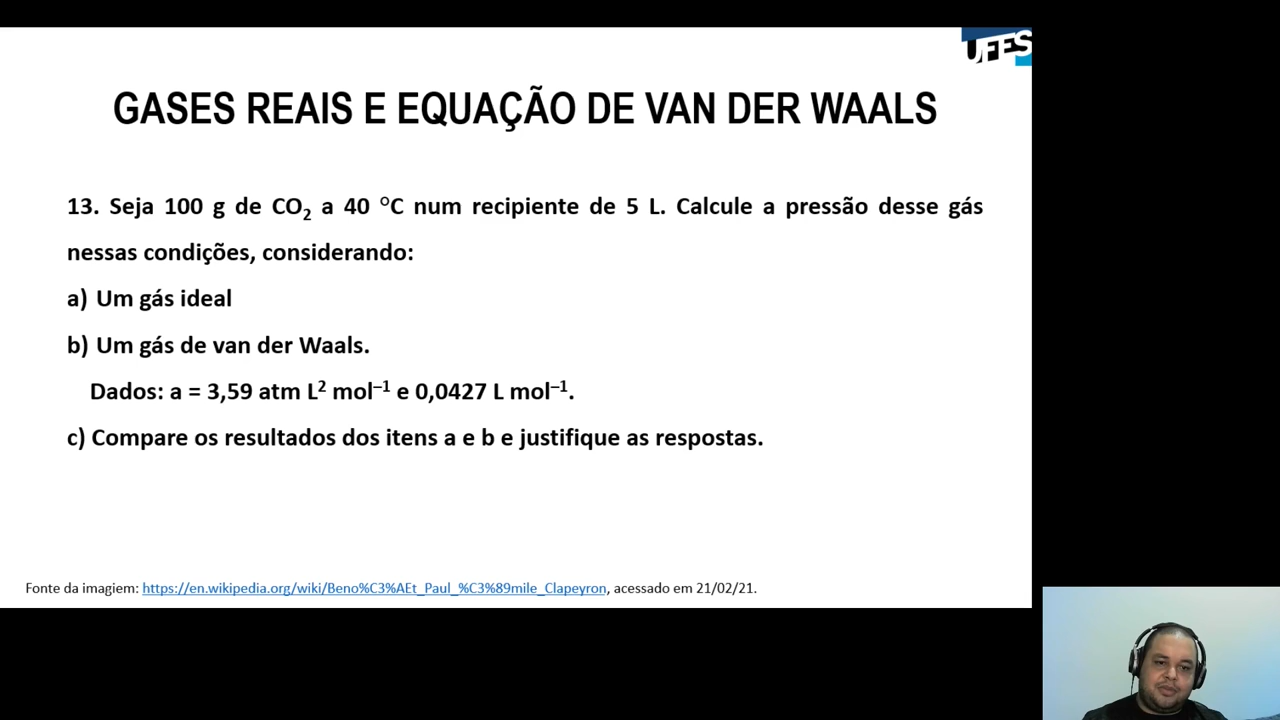 UFES
GASES REAIS E EQUAÇÃO DE VAN DER WAALS
13. Seja 100 g de CO₂ a 40 °C num recipiente de 5 L. Calcule a pressão desse gás
nessas condições, considerando:
a) Um gás ideal
b) Um gás de van der Waals.
Dados: a = 3,59 atm L² mol⁻¹ e 0,0427 L mol⁻¹.
c) Compare os resultados dos itens a e b e justifique as respostas.
Fonte da imagiem: https://en.wikipedia.org/wiki/Beno%C3%AEt_Paul_%C3%89mile_Clapeyron, acessado em 21/02/21.